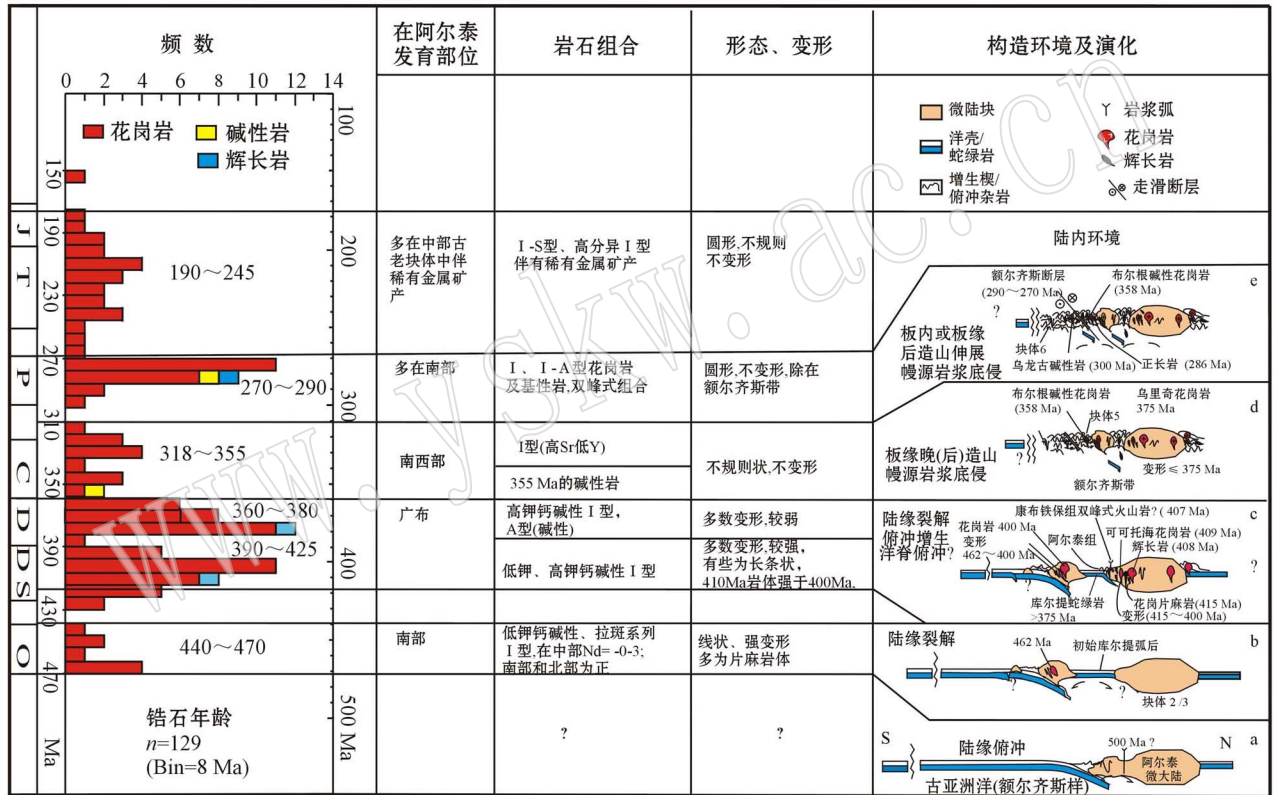 频 数
在阿尔泰
发育部位
岩石组合
形态、变形
构造环境及演化
0 2 4 6 8 10 12 14
花岗岩
碱性岩
辉长岩
100
150
190
200
230
270
300
310
350
390
400
430
470
500 Ma
Ma
J
T
P
C
D
D
S
O
190～245
270～290
318～355
360～380
390～425
440～470
锆石年龄
n=129
(Bin=8 Ma)
多在中部古
老块体中伴
稀有金属矿
产
Ⅰ-S型、高分异Ⅰ型
伴有稀有金属矿产
圆形,不规则
不变形
多在南部
Ⅰ、Ⅰ-A型花岗岩
及基性岩,双峰式组合
圆形,不变形,除在
额尔齐斯带
南西部
I型(高Sr低Y)
355 Ma的碱性岩
不规则状,不变形
广布
高钾钙碱性Ⅰ型,
A型(碱性)
多数变形,较弱
低钾、高钾钙碱性Ⅰ型
多数变形,较强,
有些为长条状,
410Ma岩体强于400Ma.
南部
低钾钙碱性、拉斑系列
Ⅰ型,在中部Nd= -0-3;
南部和北部为正
线状、强变形
多为片麻岩体
?
?
微陆块
洋壳/
蛇绿岩
增生楔/
俯冲杂岩
岩浆弧
花岗岩
辉长岩
走滑断层
陆内环境
e
额尔齐斯断层
(290～270 Ma)
布尔根碱性花岗岩
(358 Ma)
?
板内或板缘
后造山伸展
幔源岩浆底侵
块体6
乌龙古碱性岩 (300 Ma)
正长岩 (286 Ma)
d
布尔根碱性花岗岩
(358 Ma)
块体5
乌里奇花岗岩
375 Ma
?
板缘晚(后)造山
幔源岩浆底侵
变形≤ 375 Ma
额尔齐斯带
c
陆缘裂解
俯冲增生
洋脊俯冲?
康布铁保组双峰式火山岩? (407 Ma)
花岗岩 400 Ma
变形
462～400 Ma
阿尔泰组
可可托海花岗岩 (409 Ma)
辉长岩 (408 Ma)
?
?
库尔提蛇绿岩
>375 Ma
花岗片麻岩 (415 Ma)
变形(415～400 Ma)
b
陆缘裂解
462 Ma
初始库尔提弧后
?
?
块体 2 /3
a
S
N
陆缘俯冲
500 Ma ?
阿尔泰
微大陆
古亚洲洋(额尔齐斯样)
www.yskw.ac.cn